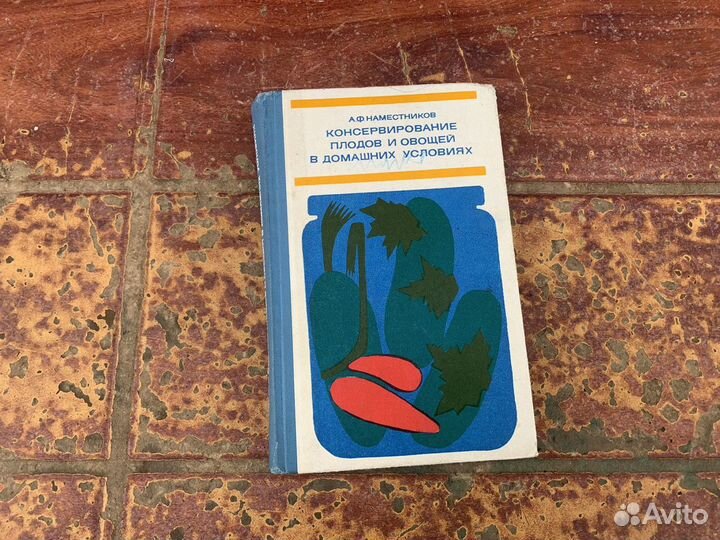 А Ф НАМЕСТНИКОВ
КОНСЕРВИРОВАНИЕ
ПЛОДОВ И ОВОЩЕЙ
В ДОМАШНИХ УСЛОВИЯХ
Avito